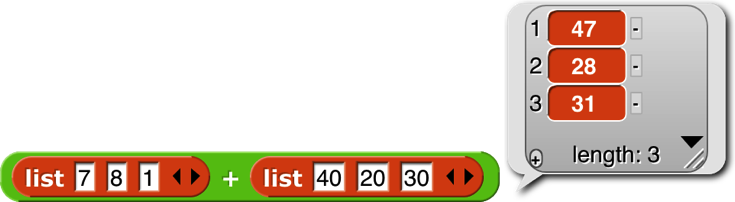 1 47 -
2 28 -
3 31 -
+ length: 3
list 7 8 1 + list 40 20 30